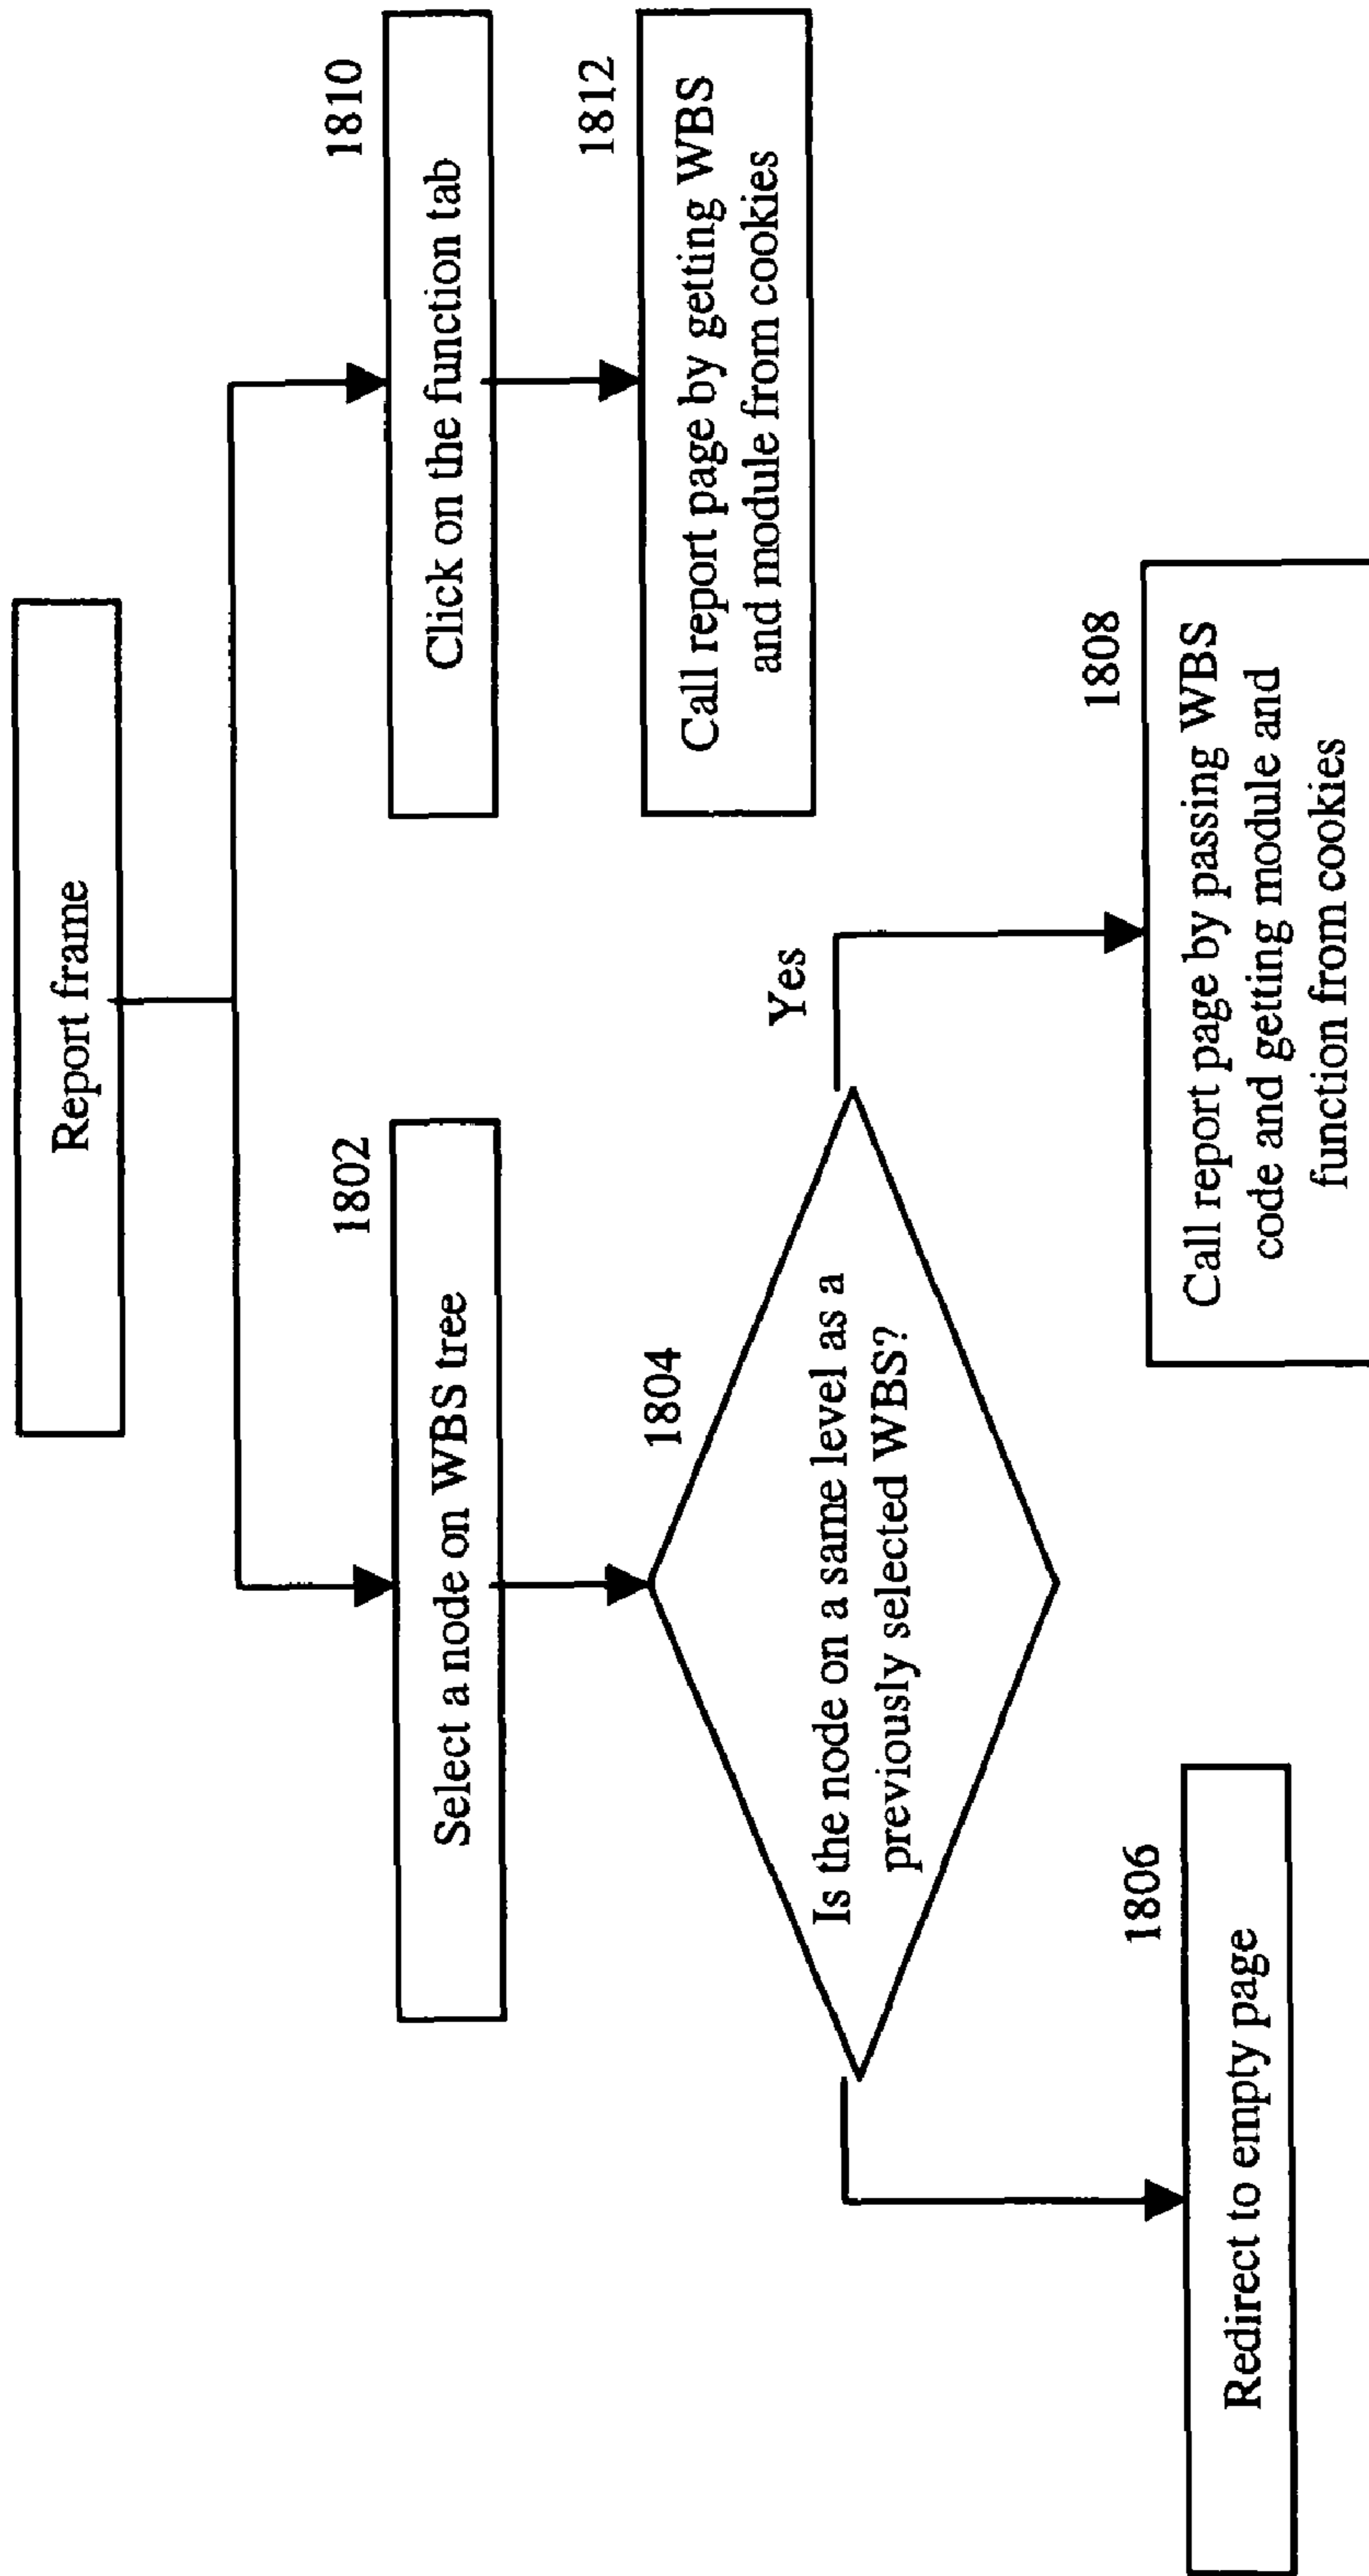 Report frame
1802
Select a node on WBS tree
1810
Click on the function tab
1804
Is the node on a same level as a
previously selected WBS?
1812
Call report page by getting WBS
and module from cookies
Yes
1806
Redirect to empty page
1808
Call report page by passing WBS
code and getting module and
function from cookies